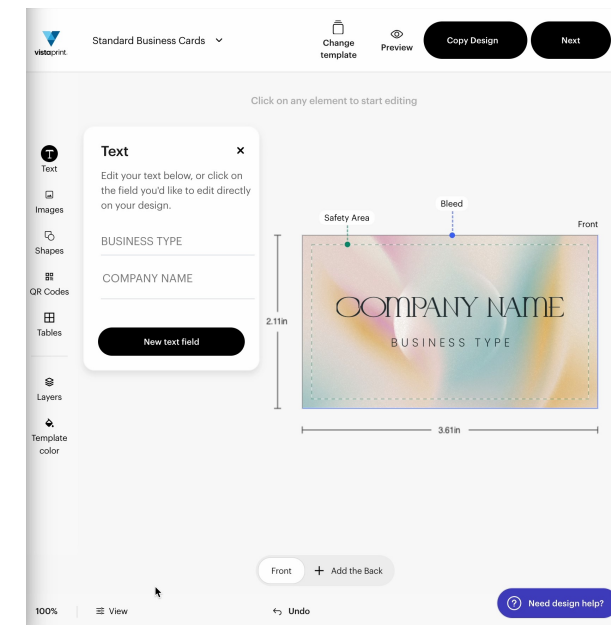 vistaprint.
Standard Business Cards
Change
template
Preview
Copy Design
Next
Click on any element to start editing
Text
Images
Shapes
QR Codes
Tables
Layers
Template
color
Text
Edit your text below, or click on
the field you'd like to edit directly
on your design.
BUSINESS TYPE
COMPANY NAME
New text field
Safety Area
Bleed
Front
2.11in
COMPANY NAME
BUSINESS TYPE
3.61in
Front
Add the Back
100%
View
Undo
Need design help?